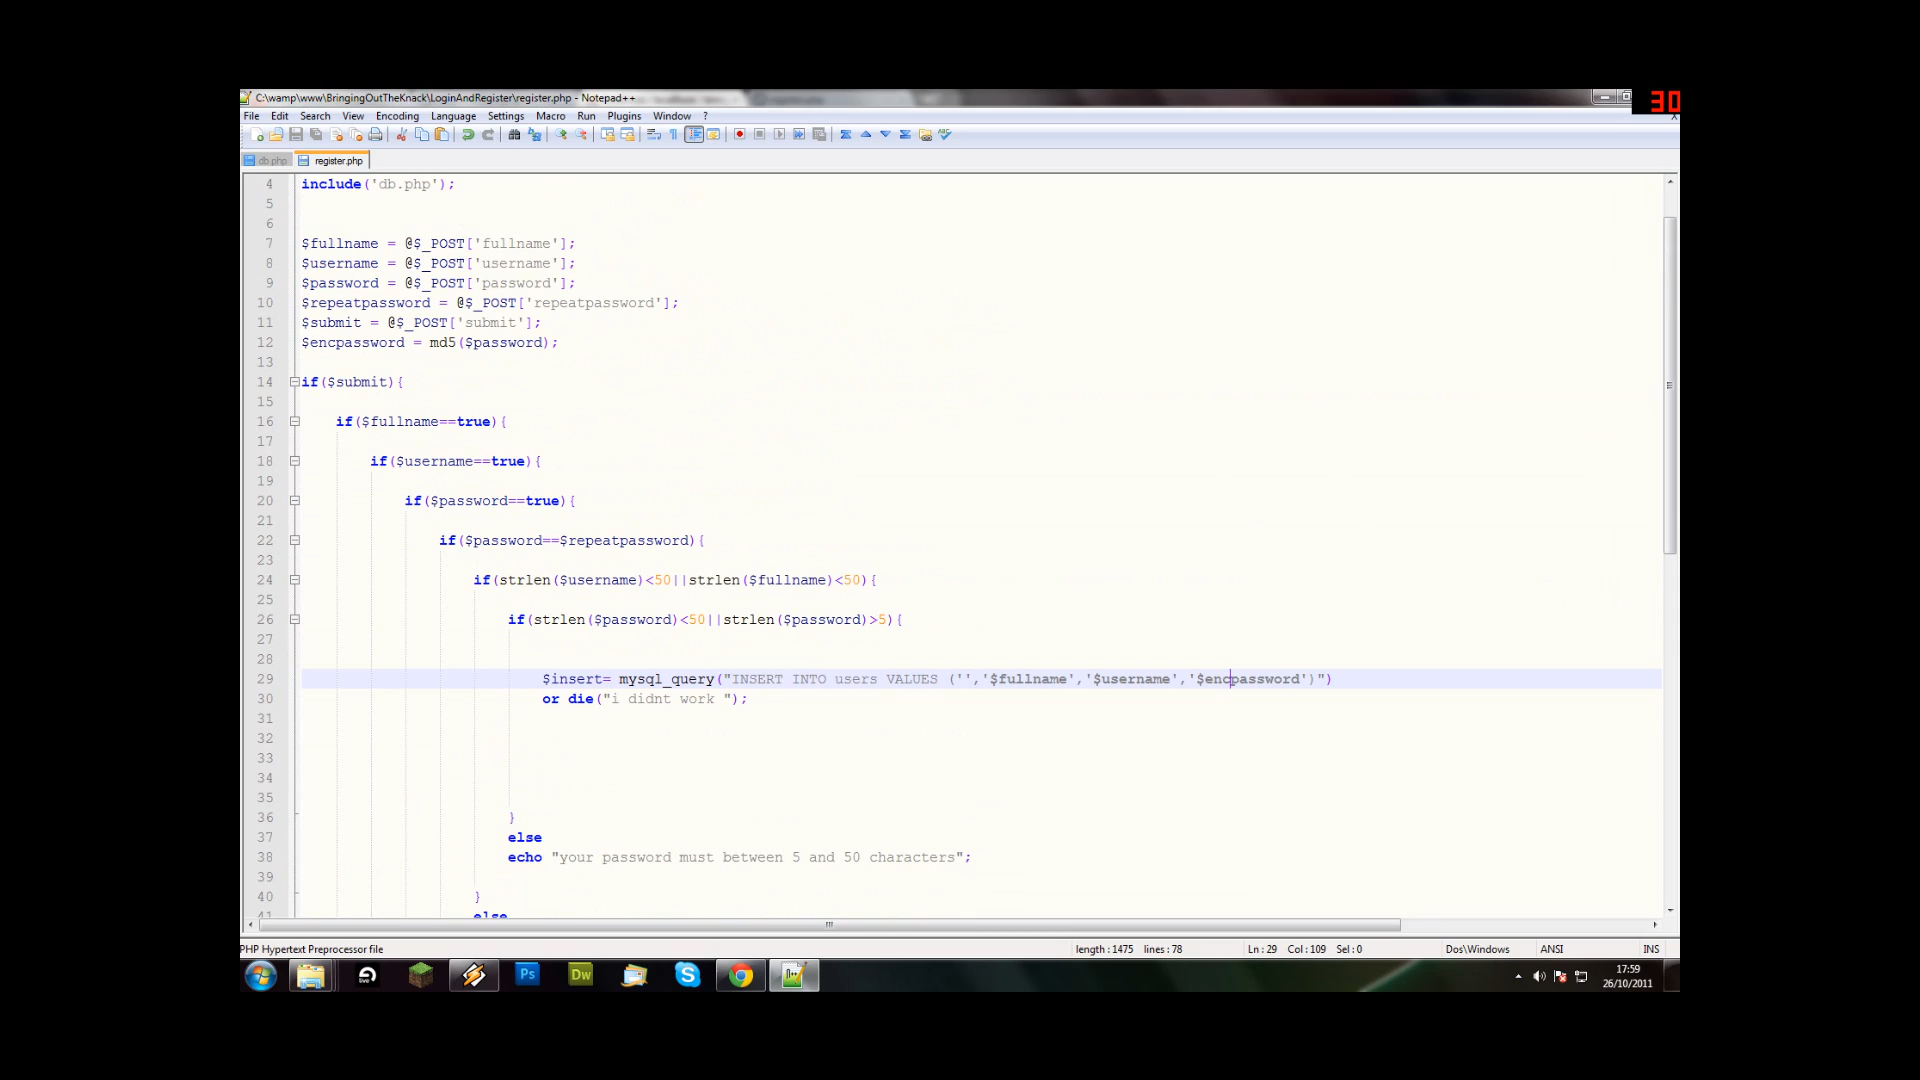 C:\wamp\www\BringingOutTheKnack\LoginAndRegister\register.php - Notepad++
30
File Edit Search View Encoding Language Settings Macro Run Plugins Window ?
X
db.php register.php
4 include('db.php');
5
6
7 $fullname = @$_POST['fullname'];
8 $username = @$_POST['username'];
9 $password = @$_POST['password'];
10 $repeatpassword = @$_POST['repeatpassword'];
11 $submit = @$_POST['submit'];
12 $encpassword = md5($password);
13
14 if($submit){
15
16 if($fullname==true){
17
18 if($username==true){
19
20 if($password==true){
21
22 if($password==$repeatpassword){
23
24 if(strlen($username)<50||strlen($fullname)<50){
25
26 if(strlen($password)<50||strlen($password)>5){
27
28
29 $insert= mysql_query("INSERT INTO users VALUES ('','$fullname','$username','$encpassword')")
30 or die("i didnt work ");
31
32
33
34
35
36 }
37 else
38 echo "your password must between 5 and 50 characters";
39
40 }
41 else
PHP Hypertext Preprocessor file length : 1475 lines : 78 Ln : 29 Col : 109 Sel : 0 Dos\Windows ANSI INS
live Ps Dw S
17:59
26/10/2011